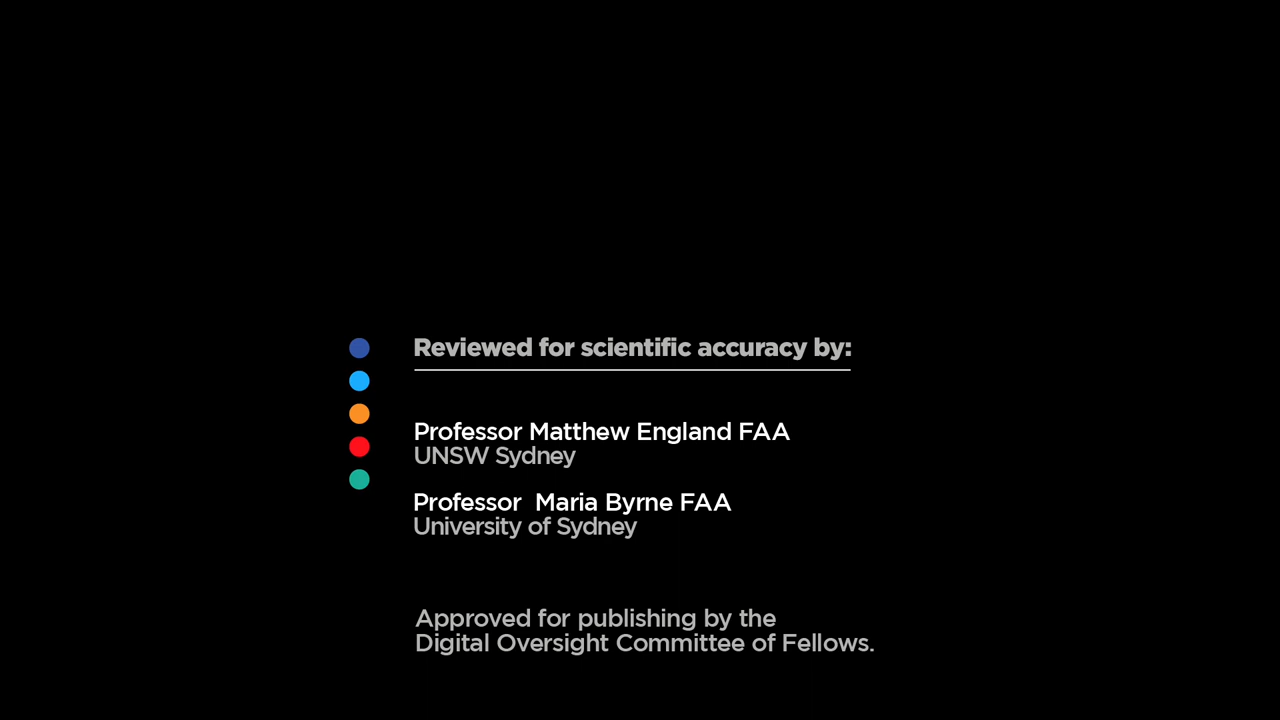 Reviewed for scientific accuracy by:
Professor Matthew England FAA
UNSW Sydney
Professor  Maria Byrne FAA
University of Sydney
Approved for publishing by the
Digital Oversight Committee of Fellows.